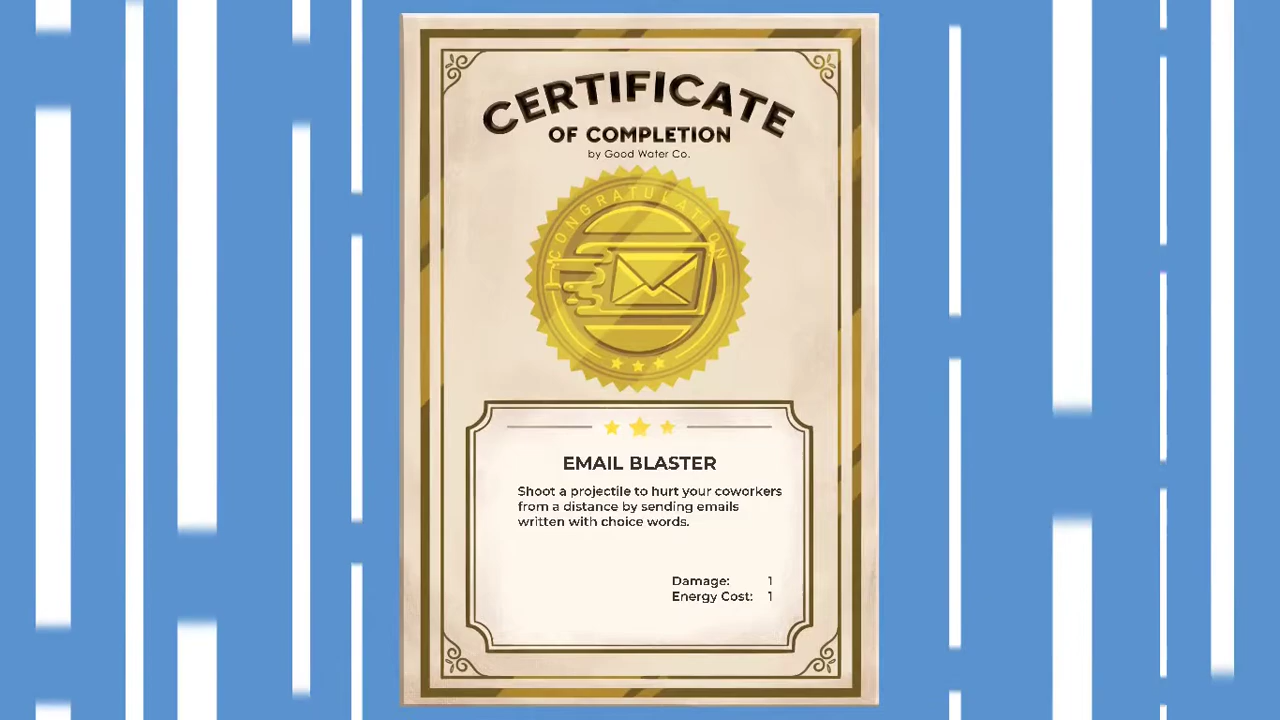 CERTIFICATE
OF COMPLETION
by Good Water Co.
CONGRATULATION
EMAIL BLASTER
Shoot a projectile to hurt your coworkers
from a distance by sending emails
written with choice words.
Damage: 1
Energy Cost: 1